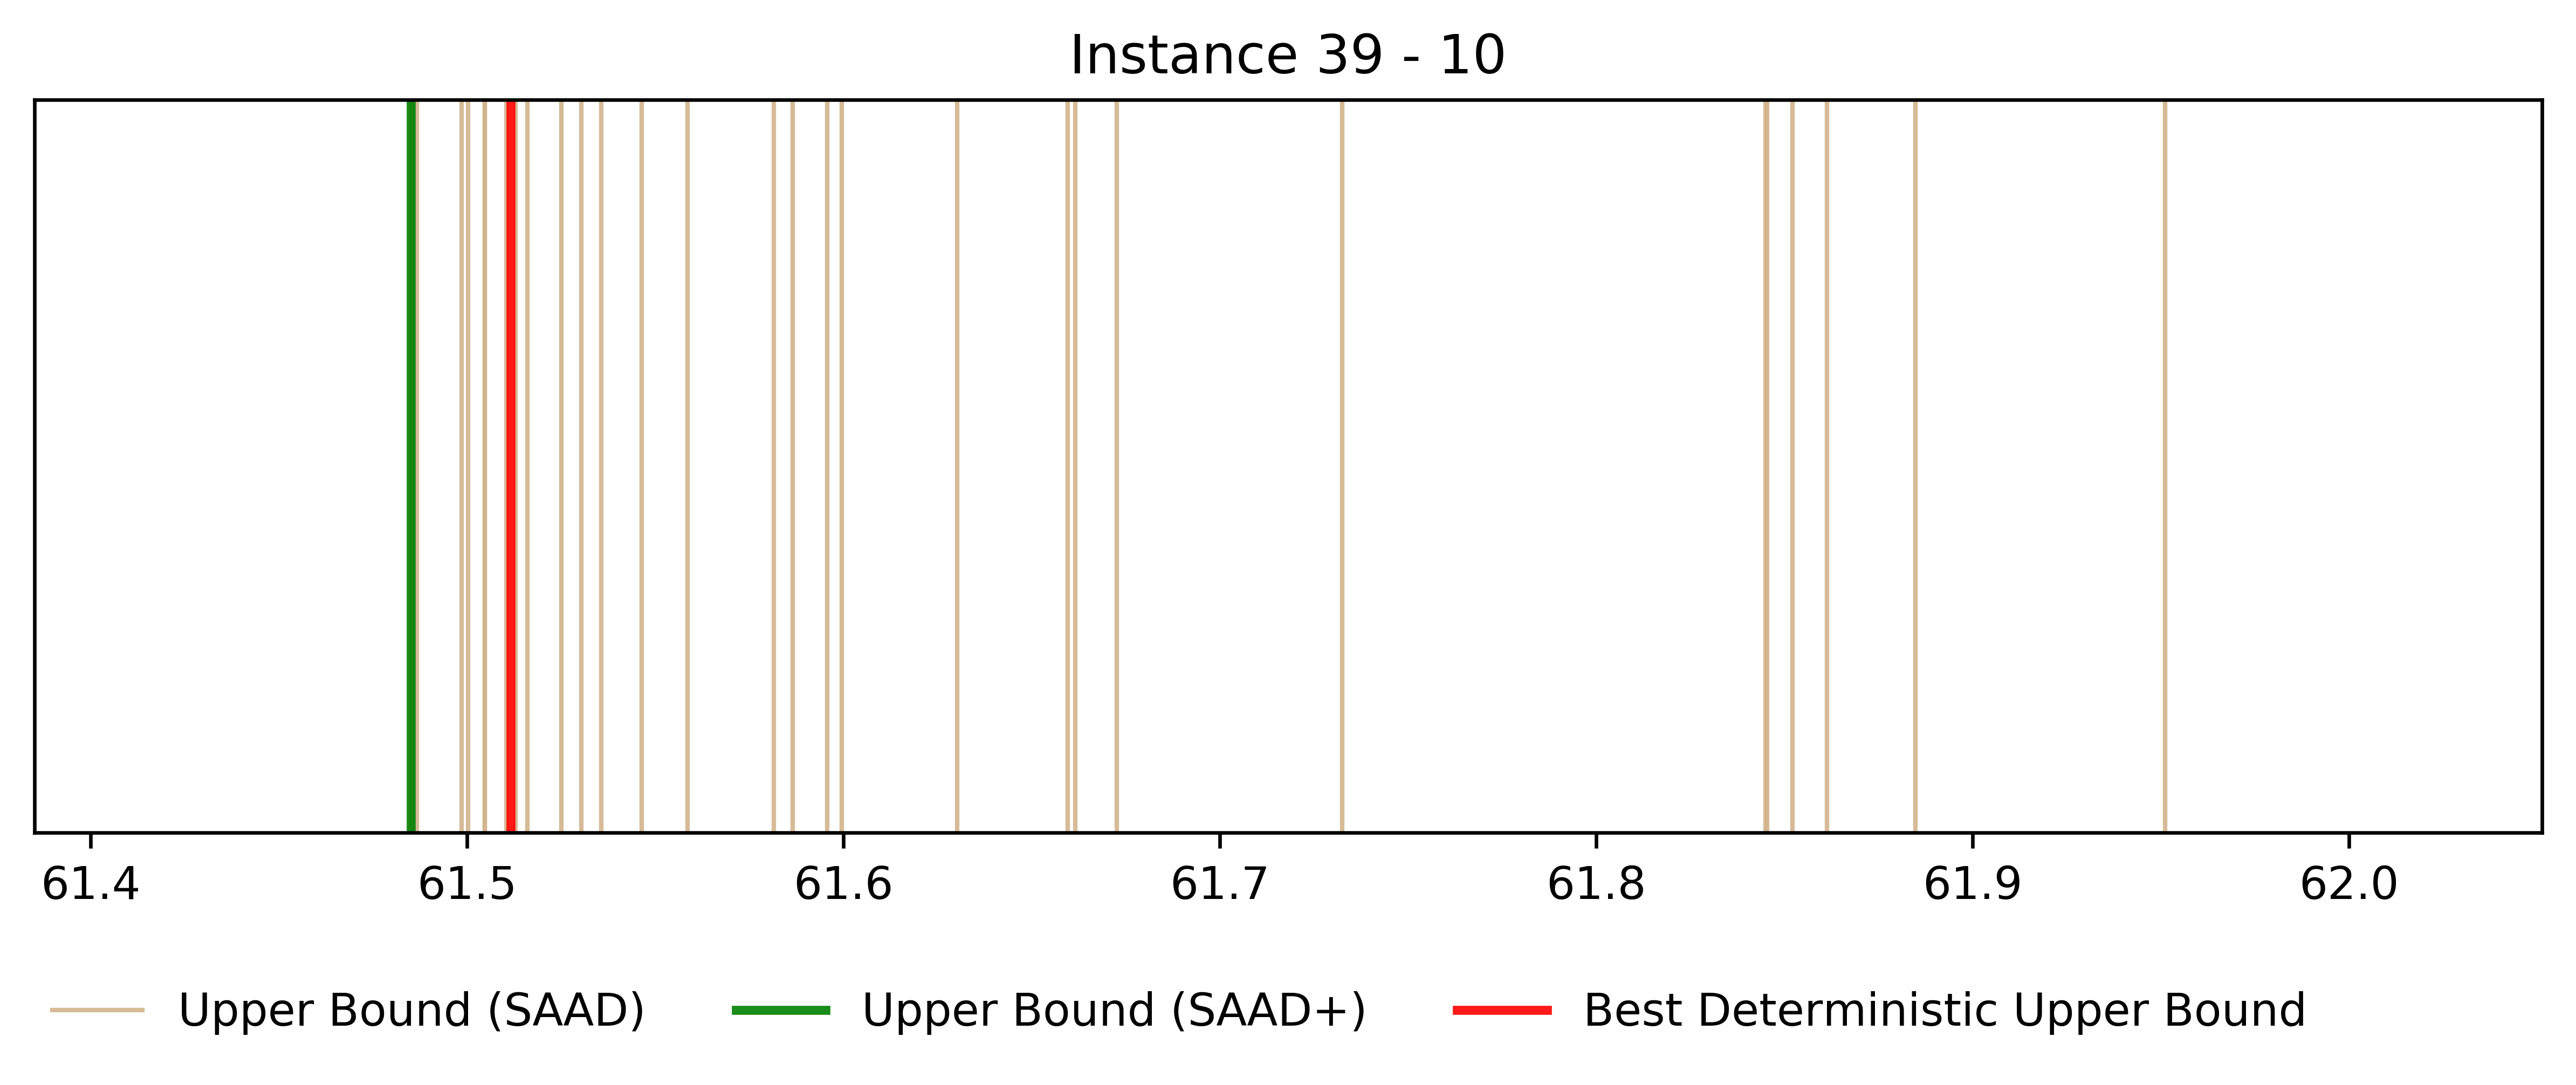 Instance 39 - 10
61.4 61.5 61.6 61.7 61.8 61.9 62.0
Upper Bound (SAAD) Upper Bound (SAAD+) Best Deterministic Upper Bound